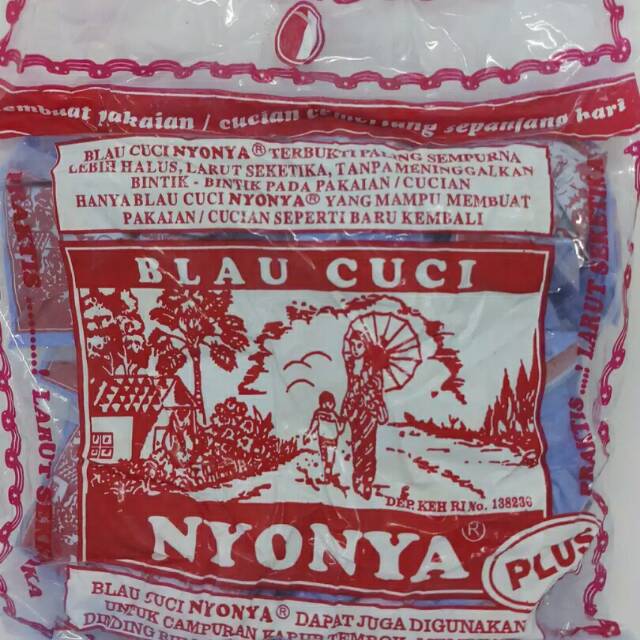 embuat pakaian / cucian cemerlang sepanjang hari
BLAU CUCI NYONYA® TERBUKTI PALING SEMPURNA
LEBIH HALUS, LARUT SEKETIKA, TANPA MENINGGALKAN
BINTIK - BINTIK PADA PAKAIAN / CUCIAN
HANYA BLAU CUCI NYONYA® YANG MAMPU MEMBUAT
PAKAIAN / CUCIAN SEPERTI BARU KEMBALI
BLAU CUCI
DEP. KEH RI No. 138236
NYONYA®
PLUS
BLAU CUCI NYONYA® DAPAT JUGA DIGUNAKAN
UNTUK CAMPURAN KAPUR TEMBOK
DINDING
PRAKTIS ....! LARUT SEKETIKA